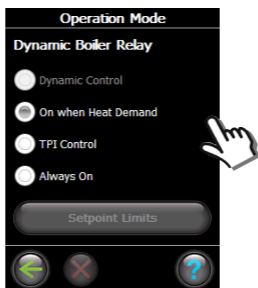 Operation Mode
Dynamic Boiler Relay
Dynamic Control
On when Heat Demand
TPI Control
Always On
Setpoint Limits
?